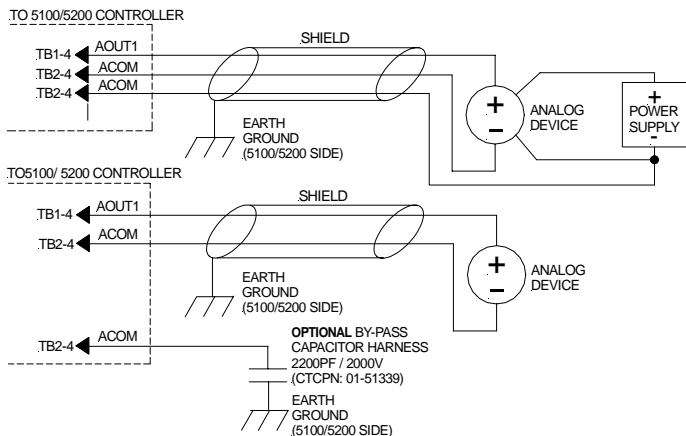 TO 5100/5200 CONTROLLER
SHIELD
TB1-4 AOUT1
TB2-4 ACOM
TB2-4 ACOM
EARTH
GROUND
(5100/5200 SIDE)
+
-
ANALOG
DEVICE
+
POWER
SUPPLY
-
TO5100/ 5200 CONTROLLER
SHIELD
TB1-4 AOUT1
TB2-4 ACOM
EARTH
GROUND
(5100/5200 SIDE)
+
-
ANALOG
DEVICE
TB2-4 ACOM
OPTIONAL BY-PASS
CAPACITOR HARNESS
2200PF / 2000V
(CTCPN: 01-51339)
EARTH
GROUND
(5100/5200 SIDE)